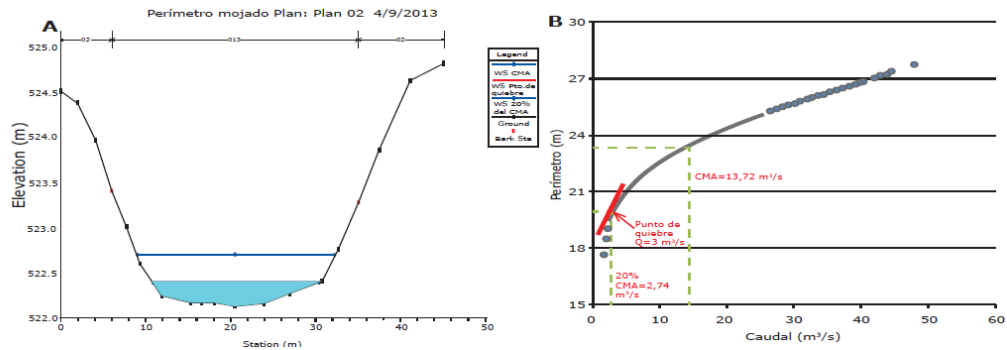 Perímetro mojado Plan: Plan 02 4/9/2013
A
02
013
02
525.0
524.5
524.0
523.5
523.0
522.5
522.0
Elevation (m)
0
10
20
30
40
50
Station (m)
Legend
WS CMA
WS Pto.de quiebre
WS 20% del CMA
Ground
Bank Sta
B
30
27
24
21
18
15
Perímetro (m)
CMA=13,72 m³/s
Punto de
quiebre
Q=3 m³/s
20%
CMA=2,74
m³/s
0
10
20
30
40
50
60
Caudal (m³/s)